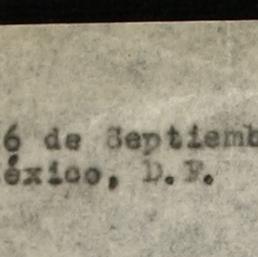 6 de Septiemb
éxico, D.F.